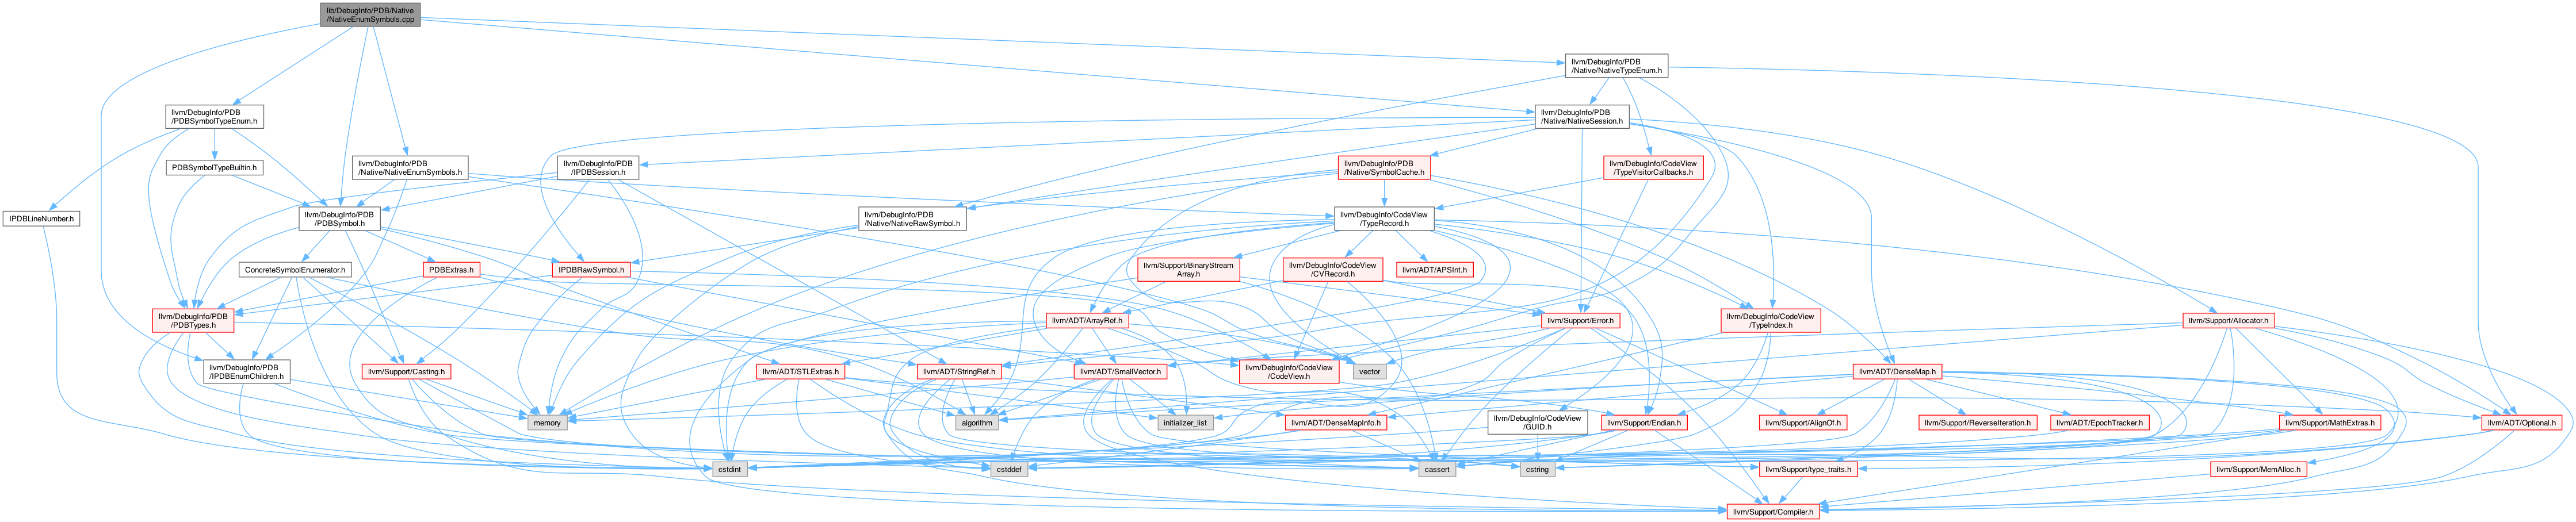 lib/DebugInfo/PDB/Native
/NativeEnumSymbols.cpp
llvm/DebugInfo/PDB
/Native/NativeTypeEnum.h
llvm/DebugInfo/PDB
/PDBSymbolTypeEnum.h
llvm/DebugInfo/PDB
/Native/NativeSession.h
PDBSymbolTypeBuiltin.h
llvm/DebugInfo/PDB
/Native/NativeEnumSymbols.h
llvm/DebugInfo/PDB
/IPDBSession.h
llvm/DebugInfo/PDB
/Native/SymbolCache.h
llvm/DebugInfo/CodeView
/TypeVisitorCallbacks.h
IPDBLineNumber.h
llvm/DebugInfo/PDB
/PDBSymbol.h
llvm/DebugInfo/PDB
/Native/NativeRawSymbol.h
llvm/DebugInfo/CodeView
/TypeRecord.h
ConcreteSymbolEnumerator.h
PDBExtras.h
IPDBRawSymbol.h
llvm/Support/BinaryStream
Array.h
llvm/DebugInfo/CodeView
/CVRecord.h
llvm/ADT/APSInt.h
llvm/DebugInfo/PDB
/PDBTypes.h
llvm/ADT/ArrayRef.h
llvm/Support/Error.h
llvm/DebugInfo/CodeView
/TypeIndex.h
llvm/Support/Allocator.h
llvm/DebugInfo/PDB
/IPDBEnumChildren.h
llvm/Support/Casting.h
llvm/ADT/STLExtras.h
llvm/ADT/StringRef.h
llvm/ADT/SmallVector.h
llvm/DebugInfo/CodeView
/CodeView.h
vector
llvm/ADT/DenseMap.h
memory
algorithm
initializer_list
llvm/ADT/DenseMapInfo.h
llvm/DebugInfo/CodeView
/GUID.h
llvm/Support/Endian.h
llvm/Support/AlignOf.h
llvm/Support/ReverseIteration.h
llvm/ADT/EpochTracker.h
llvm/Support/MathExtras.h
llvm/ADT/Optional.h
cstdint
cstddef
cassert
cstring
llvm/Support/type_traits.h
llvm/Support/MemAlloc.h
llvm/Support/Compiler.h